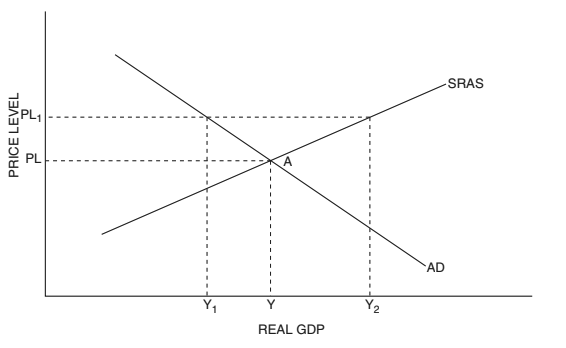 SRAS
PRICE LEVEL
PL₁
PL
A
AD
Y₁
Y
Y₂
REAL GDP